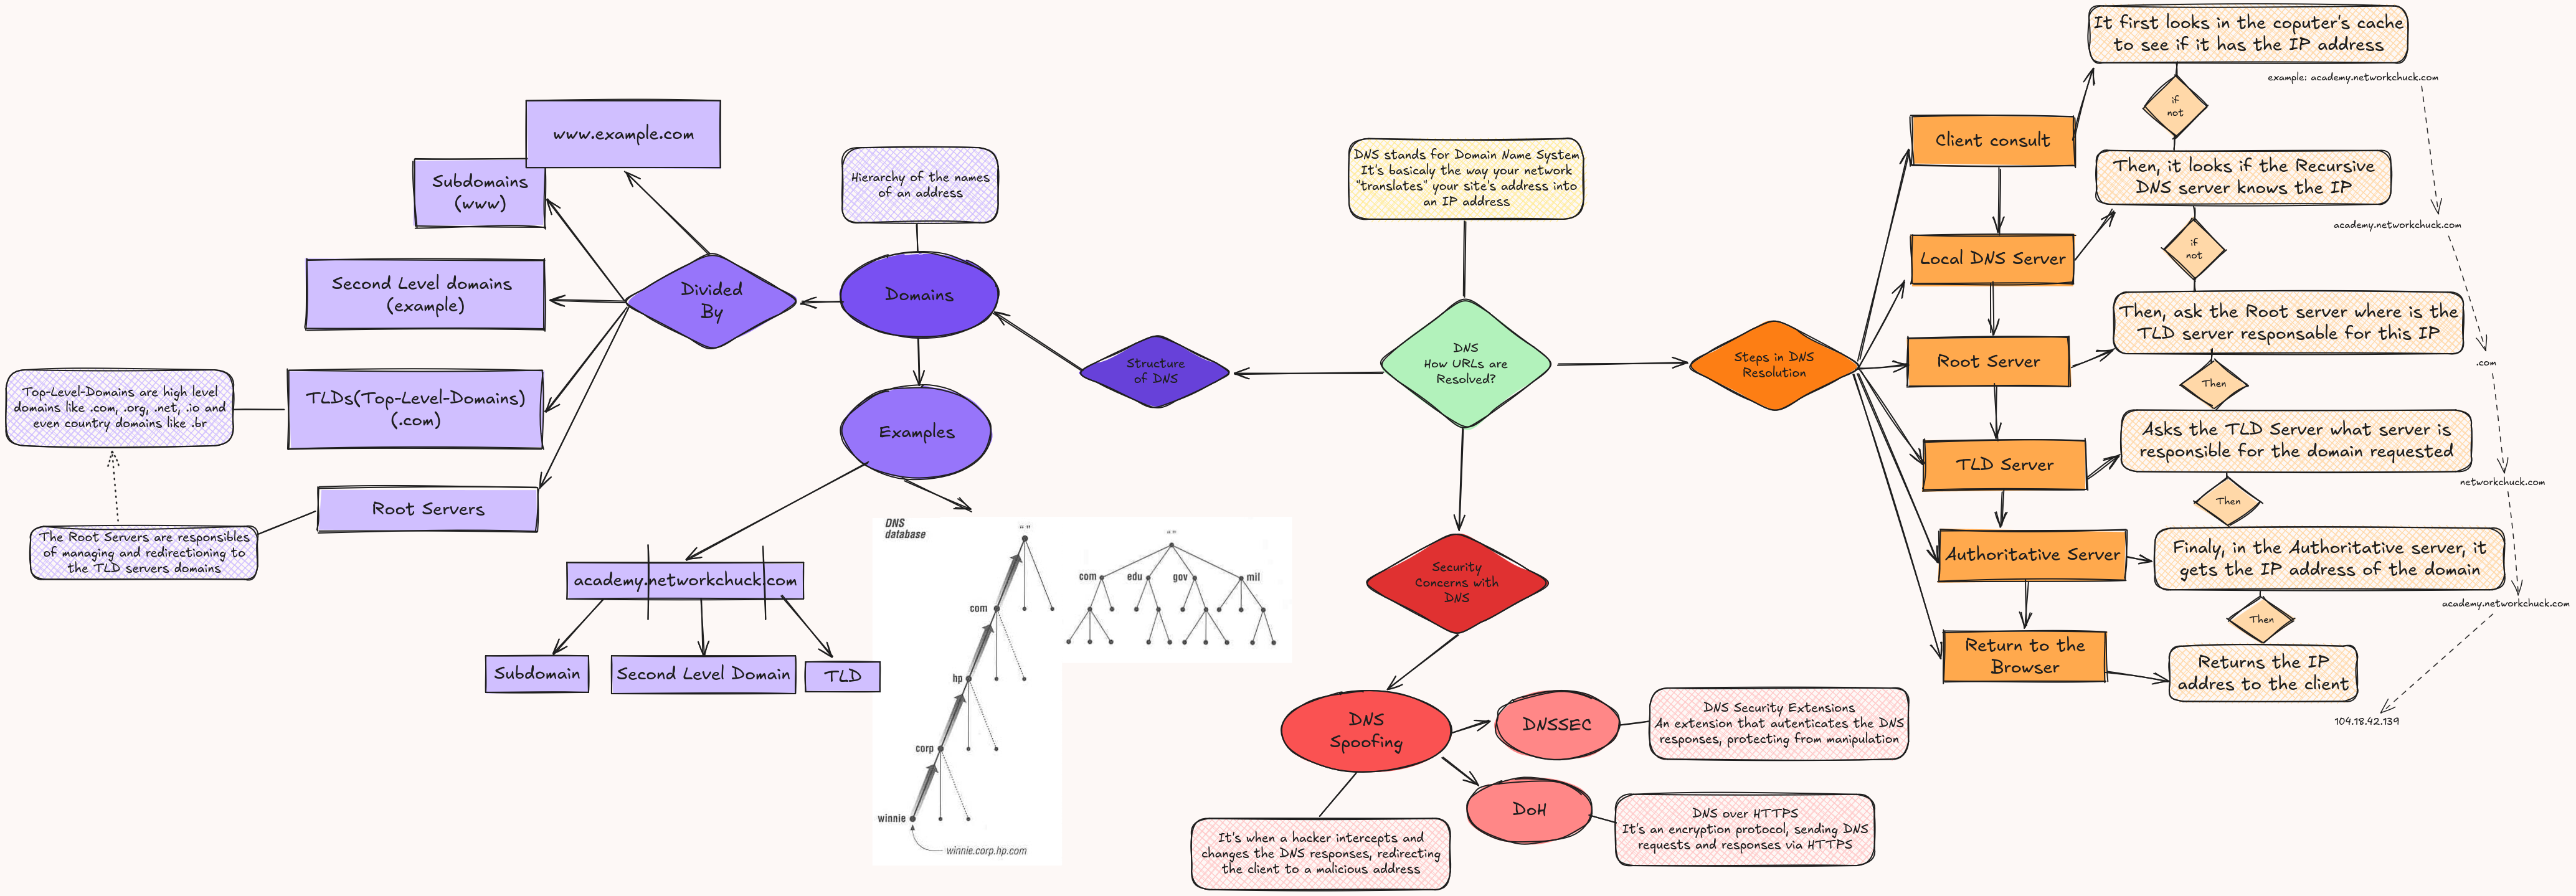 www.example.com
Subdomains
(www)
Second Level domains
(example)
TLDs(Top-Level-Domains)
(.com)
Root Servers
Top-Level-Domains are high level
domains like .com, .org, .net, .io and
even country domains like .br
The Root Servers are responsibles
of managing and redirectioning to
the TLD servers domains
Divided
By
Hierarchy of the names
of an address
Domains
Examples
academy.networkchuck.com
Subdomain
Second Level Domain
TLD
DNS
database
“ ”
com
hp
corp
winnie
winnie.corp.hp.com
“ ”
com
edu
gov
mil
Structure
of DNS
DNS stands for Domain Name System
It's basicaly the way your network
"translates" your site's address into
an IP address
DNS
How URLs are
Resolved?
Security
Concerns with
DNS
DNS
Spoofing
It's when a hacker intercepts and
changes the DNS responses, redirecting
the client to a malicious address
DNSSEC
DNS Security Extensions
An extension that autenticates the DNS
responses, protecting from manipulation
DoH
DNS over HTTPS
It's an encryption protocol, sending DNS
requests and responses via HTTPS
Steps in DNS
Resolution
Client consult
Local DNS Server
Root Server
TLD Server
Authoritative Server
Return to the
Browser
It first looks in the coputer's cache
to see if it has the IP address
if
not
Then, it looks if the Recursive
DNS server knows the IP
if
not
Then, ask the Root server where is the
TLD server responsable for this IP
Then
Asks the TLD Server what server is
responsible for the domain requested
Then
Finaly, in the Authoritative server, it
gets the IP address of the domain
Then
Returns the IP
addres to the client
example: academy.networkchuck.com
academy.networkchuck.com
.com
networkchuck.com
academy.networkchuck.com
104.18.42.139